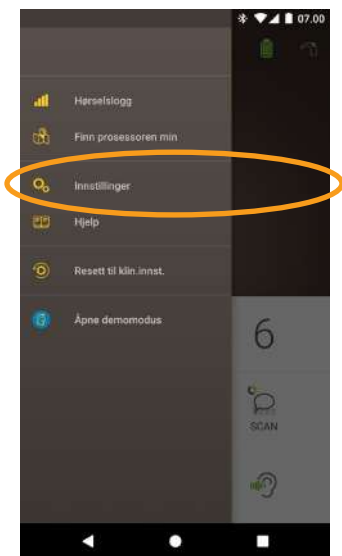 07.00
Hørselslogg
Finn prosessoren min
Innstillinger
Hjelp
Resett til klin.innst.
Åpne demomodus
6
SCAN